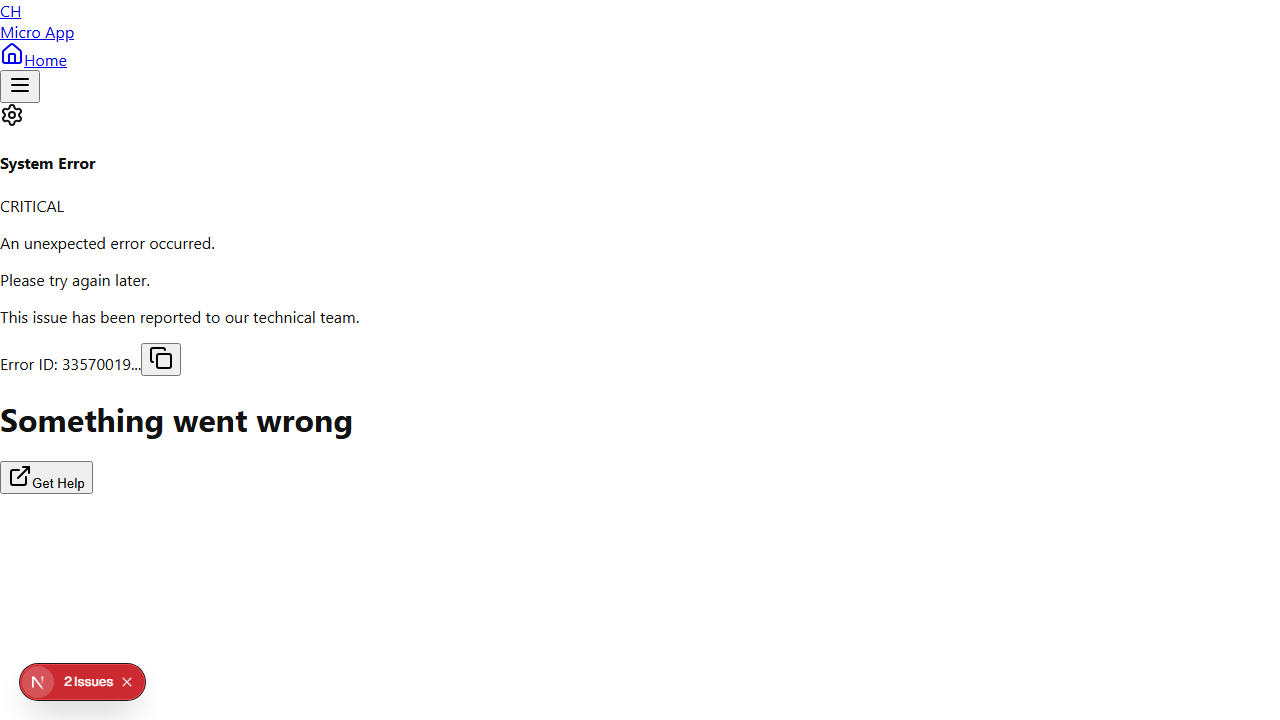 CH
Micro App
Home
System Error
CRITICAL
An unexpected error occurred.
Please try again later.
This issue has been reported to our technical team.
Error ID: 33570019...
Something went wrong
Get Help
N 2 Issues